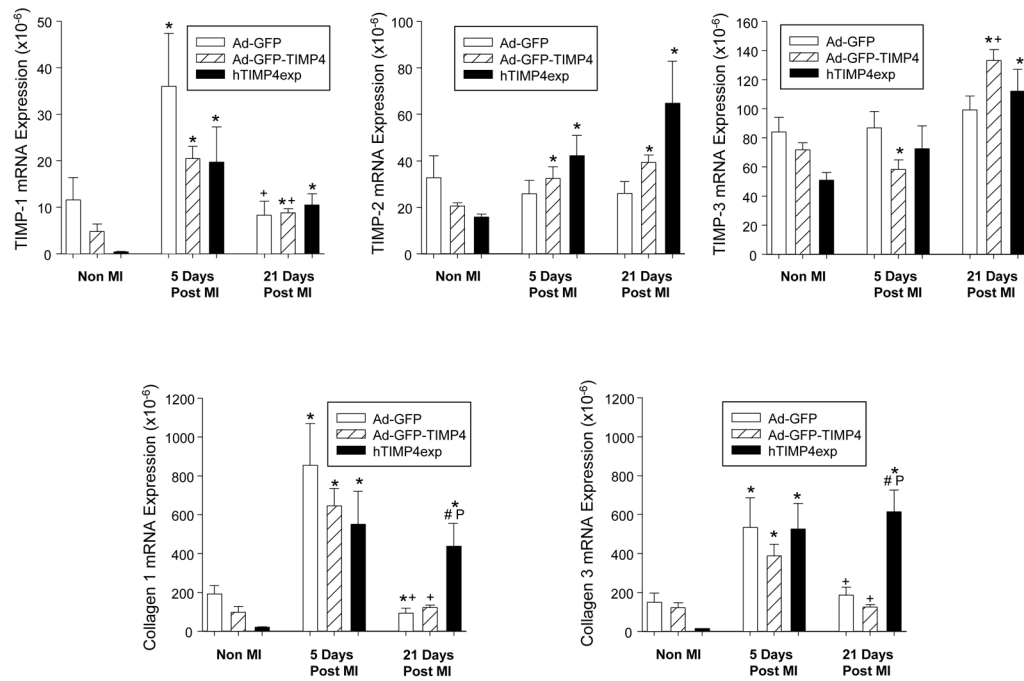 TIMP-1 mRNA Expression (x10⁻⁶)
50
40
30
20
10
0
Ad-GFP
Ad-GFP-TIMP4
hTIMP4exp
*
*
*
+
*+
*
Non MI
5 Days
Post MI
21 Days
Post MI
TIMP-2 mRNA Expression (x10⁻⁶)
100
80
60
40
20
0
Ad-GFP
Ad-GFP-TIMP4
hTIMP4exp
*
*
*
*
Non MI
5 Days
Post MI
21 Days
Post MI
TIMP-3 mRNA Expression (x10⁻⁶)
160
140
120
100
80
60
40
20
0
Ad-GFP
Ad-GFP-TIMP4
hTIMP4exp
*
*+
*
Non MI
5 Days
Post MI
21 Days
Post MI
Collagen 1 mRNA Expression (x10⁻⁶)
1200
1000
800
600
400
200
0
Ad-GFP
Ad-GFP-TIMP4
hTIMP4exp
*
*
*
*+
+
*
# P
Non MI
5 Days
Post MI
21 Days
Post MI
Collagen 3 mRNA Expression (x10⁻⁶)
1200
1000
800
600
400
200
0
Ad-GFP
Ad-GFP-TIMP4
hTIMP4exp
*
*
*
+
+
*
# P
Non MI
5 Days
Post MI
21 Days
Post MI